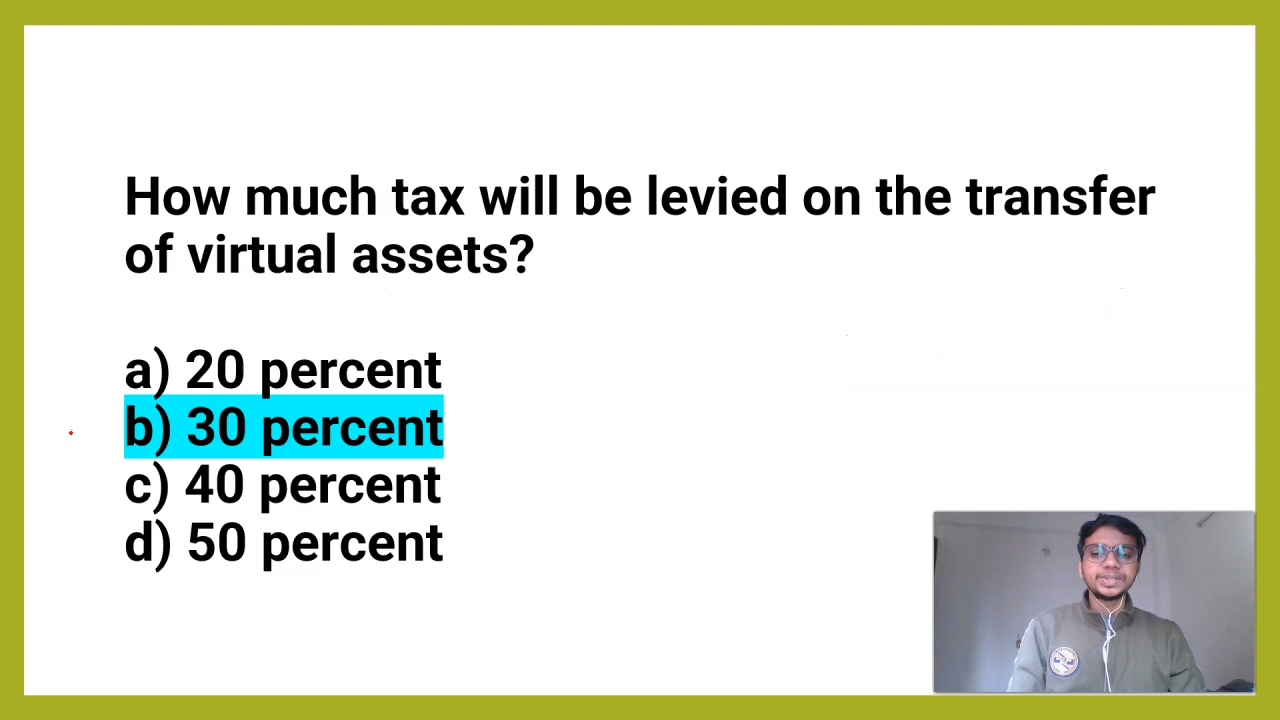 How much tax will be levied on the transfer
of virtual assets?
a) 20 percent
b) 30 percent
c) 40 percent
d) 50 percent